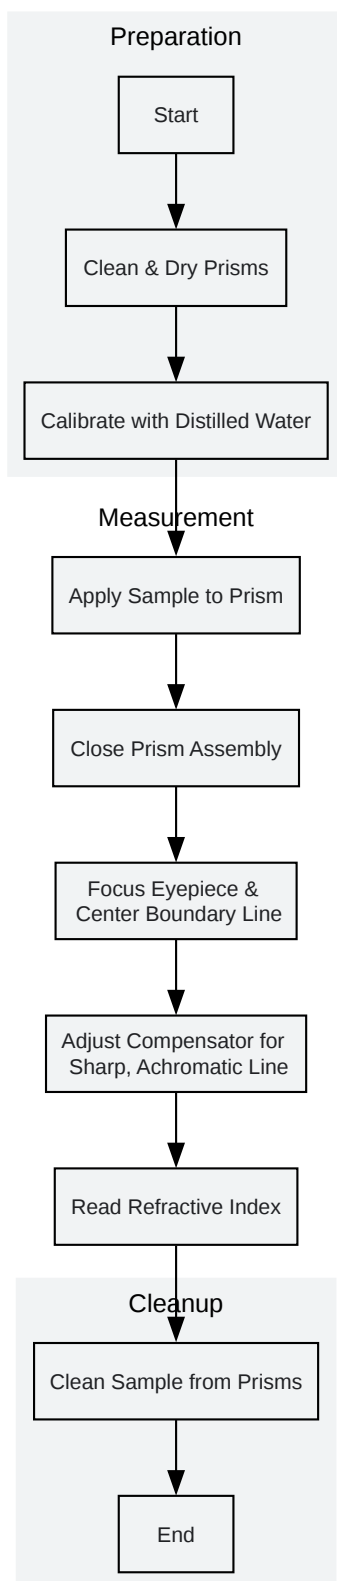 Preparation
Start
Clean & Dry Prisms
Calibrate with Distilled Water
Measurement
Apply Sample to Prism
Close Prism Assembly
Focus Eyepiece &
Center Boundary Line
Adjust Compensator for
Sharp, Achromatic Line
Read Refractive Index
Cleanup
Clean Sample from Prisms
End